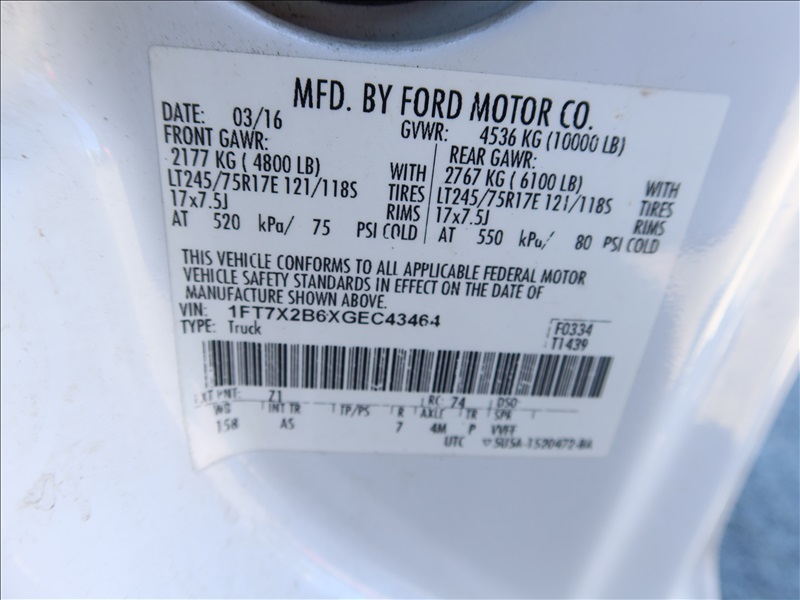 MFD. BY FORD MOTOR CO.
DATE: 03/16 GVWR: 4536 KG (10000 LB)
FRONT GAWR: REAR GAWR:
2177 KG ( 4800 LB) WITH 2767 KG ( 6100 LB) WITH
LT245/75R17E 121/118S TIRES LT245/75R17E 121/118S TIRES
17x7.5J RIMS 17x7.5J RIMS
AT 520 kPa/ 75 PSI COLD AT 550 kPa/ 80 PSI COLD
THIS VEHICLE CONFORMS TO ALL APPLICABLE FEDERAL MOTOR
VEHICLE SAFETY STANDARDS IN EFFECT ON THE DATE OF
MANUFACTURE SHOWN ABOVE.
VIN: 1FT7X2B6XGEC43464
TYPE: Truck F0334
T1439
EXT PNT: Z1 RC: 74 DSO
WB INT TR TP/PS R AXLE TR SPR
158 AS 7 4M P VVFF
UTC